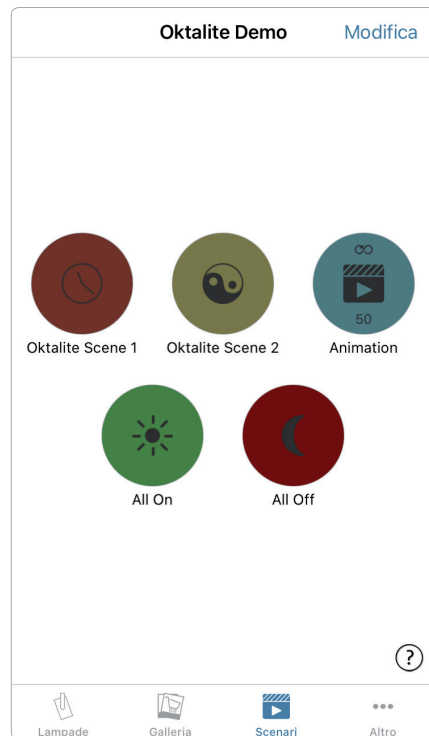 Oktalite Demo Modifica
∞
50
Oktalite Scene 1 Oktalite Scene 2 Animation
All On All Off
?
Lampade Galleria Scenari Altro